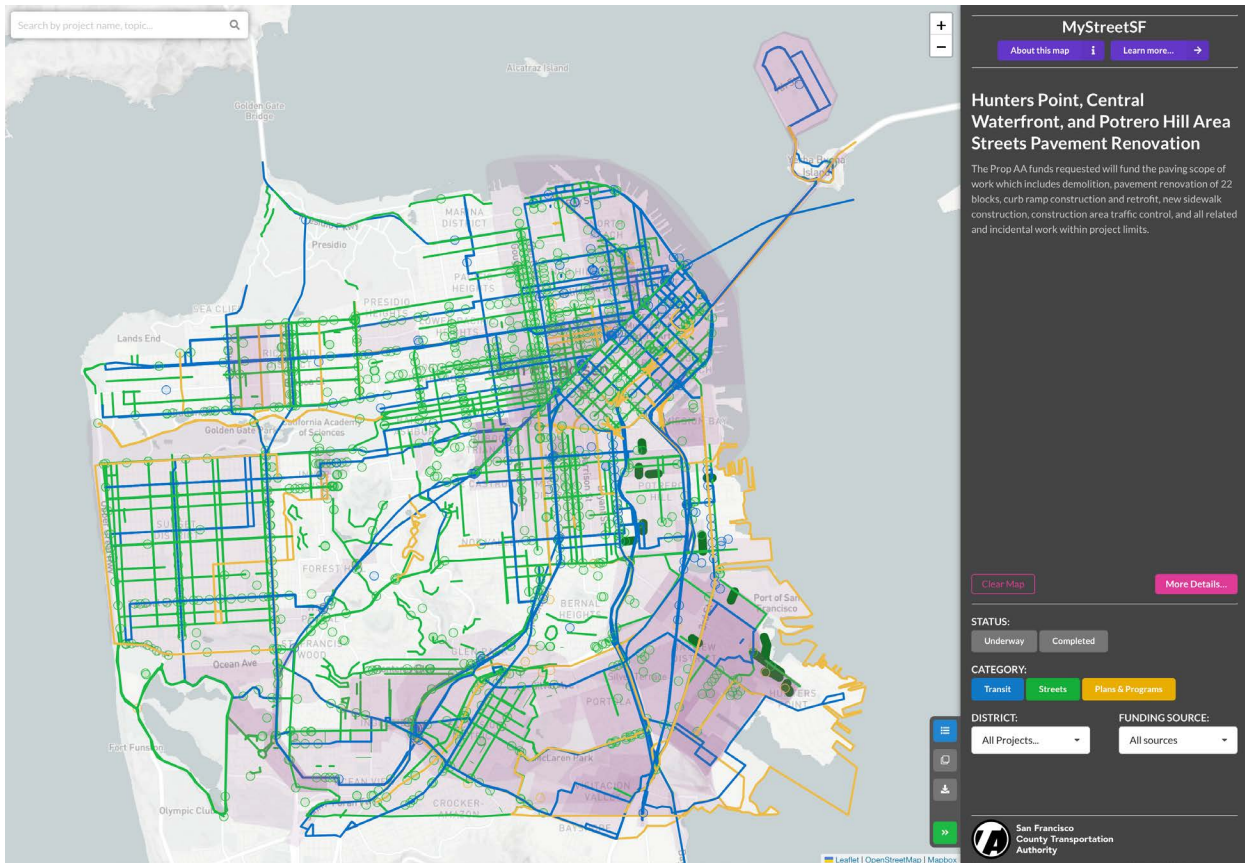 Search by project name, topic...
+
−
Alcatraz Island
Golden Gate
Bridge
Yerba Buena
Island
MARINA
DISTRICT
Presidio
PRESIDIO
HEIGHTS
Lands End
California Academy
of Sciences
Golden Gate Park
MISSION BAY
POTRERO
HILL
FOREST HILL
BERNAL
HEIGHTS
Port of San
Francisco
Ocean Ave
HUNTERS
POINT
PORTOLA
McLaren Park
Fort Funston
Olympic Club
CROCKER-
AMAZON
VISITACION
VALLEY
Leaflet | OpenStreetMap | Mapbox
MyStreetSF
About this map i
Learn more...
Hunters Point, Central
Waterfront, and Potrero Hill Area
Streets Pavement Renovation
The Prop AA funds requested will fund the paving scope of
work which includes demolition, pavement renovation of 22
blocks, curb ramp construction and retrofit, new sidewalk
construction, construction area traffic control, and all related
and incidental work within project limits.
Clear Map
More Details...
STATUS:
Underway
Completed
CATEGORY:
Transit
Streets
Plans & Programs
DISTRICT:
FUNDING SOURCE:
All Projects...
All sources
San Francisco
County Transportation
Authority